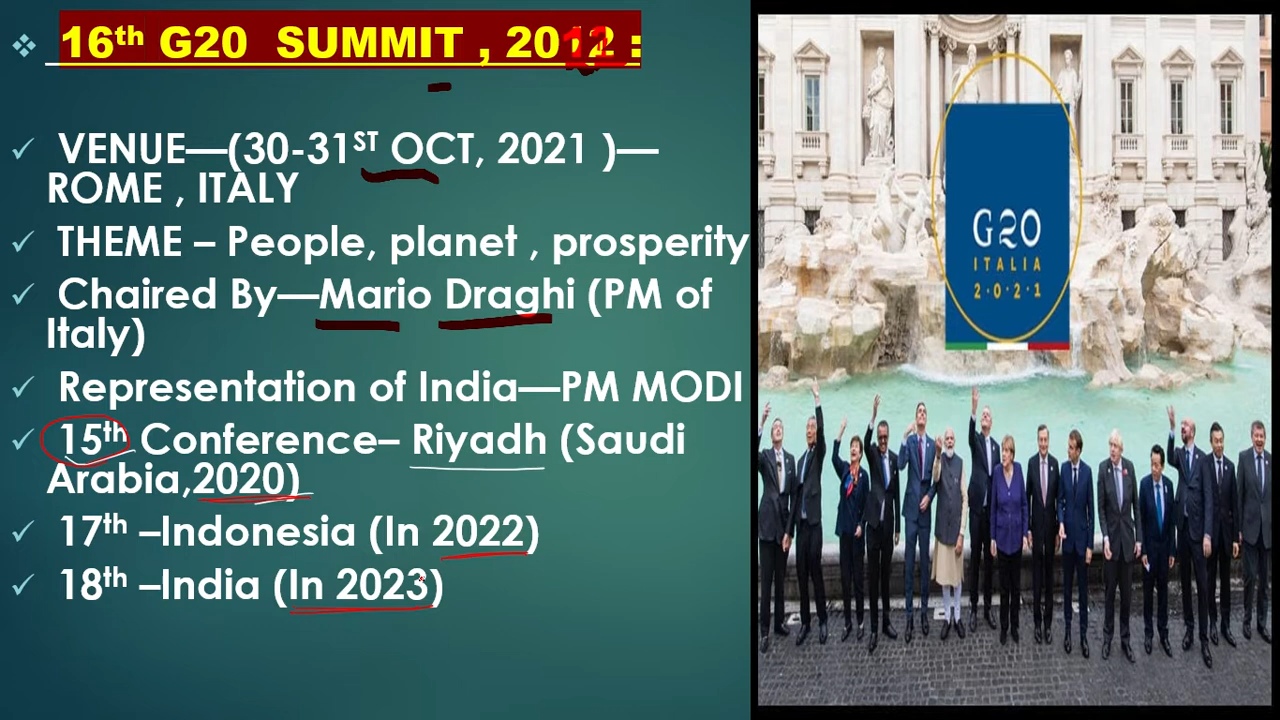 16th G20 SUMMIT , 2012 :
VENUE—(30-31ST OCT, 2021 )—
ROME , ITALY
THEME – People, planet , prosperity
Chaired By—Mario Draghi (PM of
Italy)
Representation of India—PM MODI
15th Conference– Riyadh (Saudi
Arabia,2020)
17th –Indonesia (In 2022)
18th –India (In 2023)
G20
ITALIA
2·0·2·1